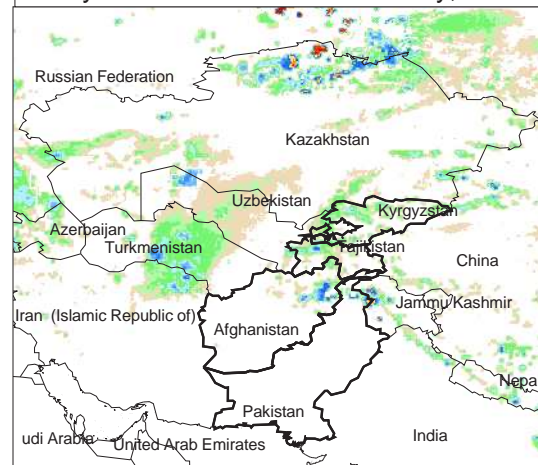 Russian Federation
Kazakhstan
Uzbekistan
Kyrgyzstan
Azerbaijan
Turkmenistan
Tajikistan
China
Jammu Kashmir
Iran (Islamic Republic of)
Afghanistan
Nepa
Pakistan
udi Arabia
United Arab Emirates
India